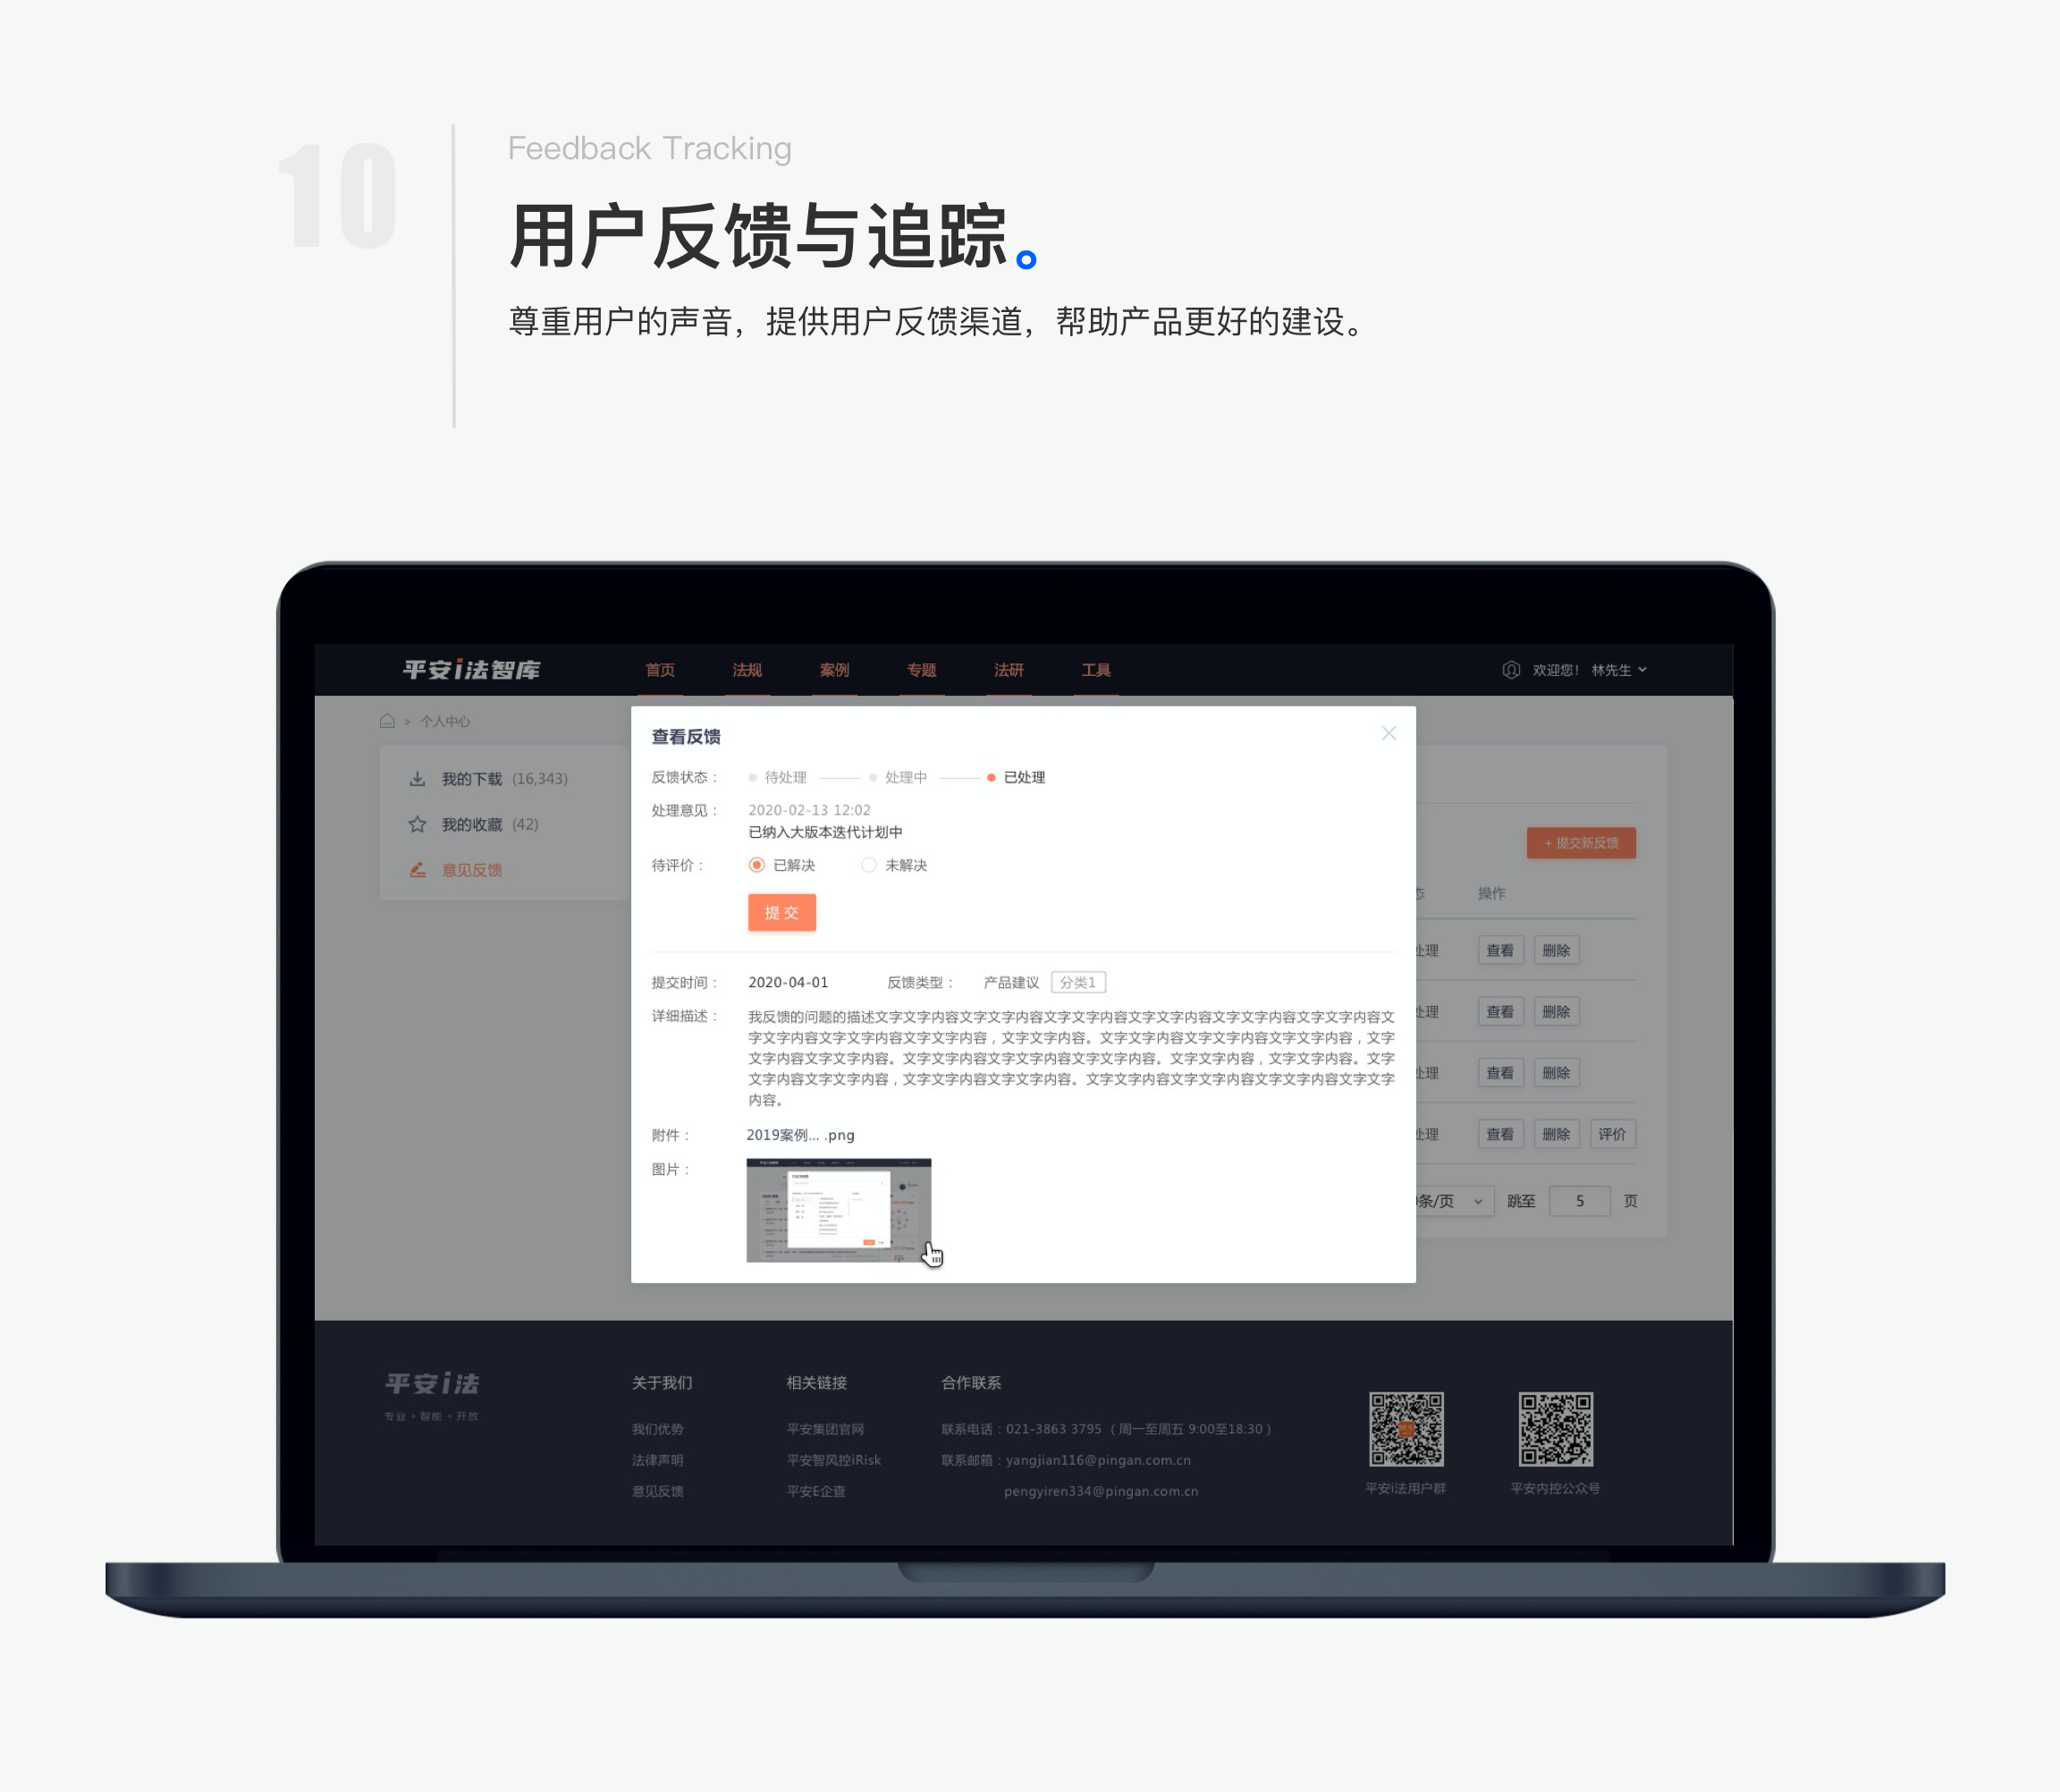 10
Feedback Tracking
用户反馈与追踪。
尊重用户的声音，提供用户反馈渠道，帮助产品更好的建设。
平安i法智库 首页 法规 案例 专题 法研 工具 欢迎您！ 林先生
> 个人中心
我的下载 (16,343)
我的收藏 (42)
意见反馈
查看反馈
反馈状态： 待处理 处理中 已处理
处理意见： 2020-02-13 12:02
已纳入大版本迭代计划中
待评价： 已解决 未解决
提 交
提交时间： 2020-04-01 反馈类型： 产品建议 分类1
详细描述： 我反馈的问题的描述文字文字内容文字文字内容文字文字内容文字文字内容文字文字内容文字文字内容文
字文字内容文字文字内容文字文字内容，文字文字内容。文字文字内容文字文字内容文字文字内容，文字
文字内容文字文字内容。文字文字内容文字文字内容文字文字内容。文字文字内容，文字文字内容。文字
文字内容文字文字内容，文字文字内容文字文字内容。文字文字内容文字文字内容文字文字内容文字文字
内容。
附件： 2019案例... .png
图片：
+ 提交新反馈
操作
处理 查看 删除
处理 查看 删除
处理 查看 删除
处理 查看 删除 评价
条/页 跳至 5 页
平安i法
专业・智能・开放
关于我们
我们优势
法律声明
意见反馈
相关链接
平安集团官网
平安智风控iRisk
平安E企查
合作联系
联系电话：021-3863 3795 （周一至周五 9:00至18:30）
联系邮箱：yangjian116@pingan.com.cn
pengyiren334@pingan.com.cn
平安i法用户群
平安内控公众号